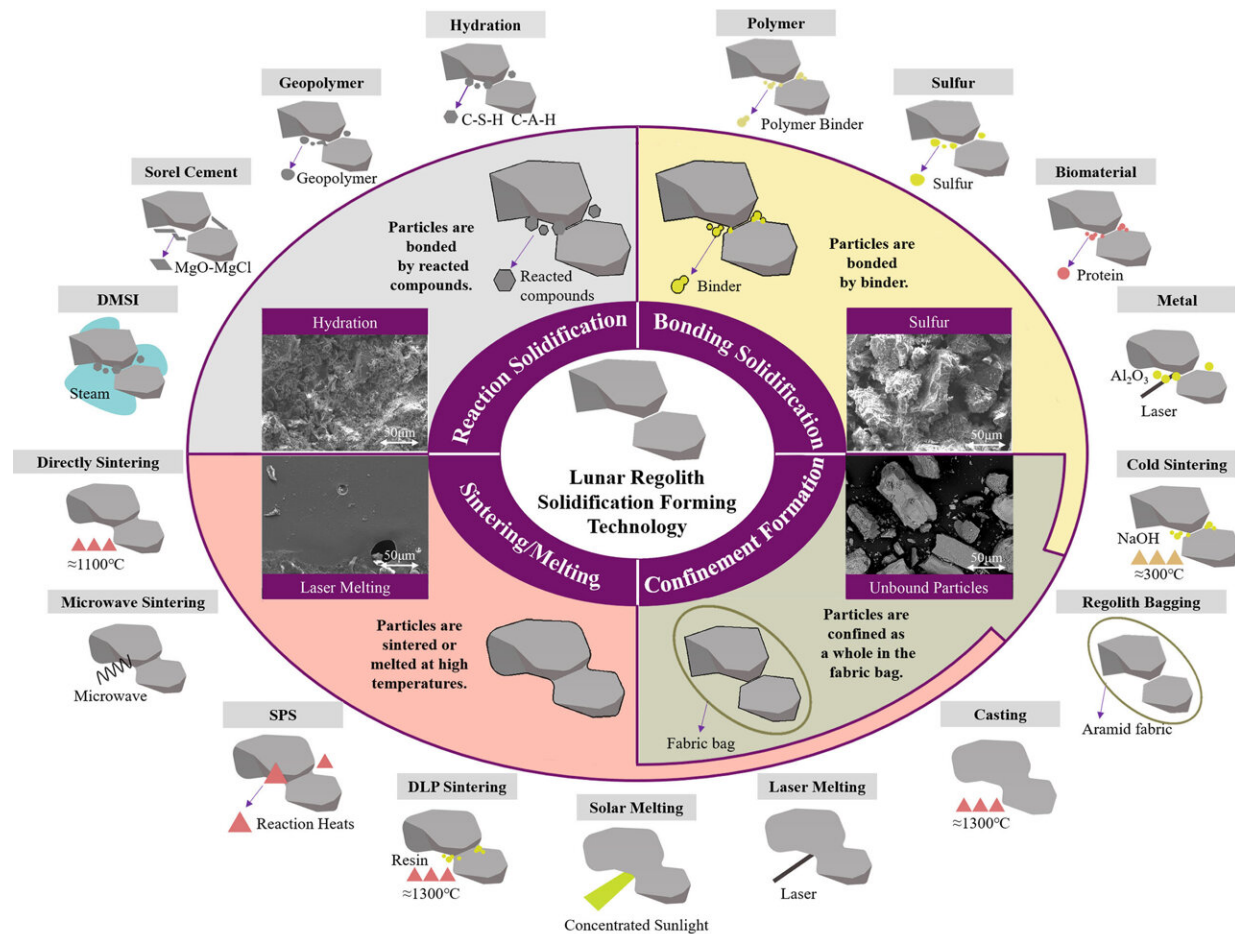 Hydration
C-S-H C-A-H
Polymer
Polymer Binder
Geopolymer
Geopolymer
Sulfur
Sulfur
Sorel Cement
MgO-MgCl
Biomaterial
Protein
DMSI
Steam
Metal
Al₂O₃
Laser
Particles are
bonded
by reacted
compounds.
Reacted
compounds
Binder
Particles are
bonded
by binder.
Hydration
50μm
Sulfur
50μm
Reaction Solidification
Bonding Solidification
Lunar Regolith
Solidification Forming
Technology
Sintering/Melting
Confinement Formation
50μm
Laser Melting
50μm
Unbound Particles
Directly Sintering
≈1100℃
Cold Sintering
NaOH
≈300℃
Microwave Sintering
Microwave
Particles are
sintered or
melted at high
temperatures.
Fabric bag
Particles are
confined as
a whole in the
fabric bag.
Regolith Bagging
Aramid fabric
SPS
Reaction Heats
DLP Sintering
Resin
≈1300℃
Solar Melting
Concentrated Sunlight
Laser Melting
Laser
Casting
≈1300℃